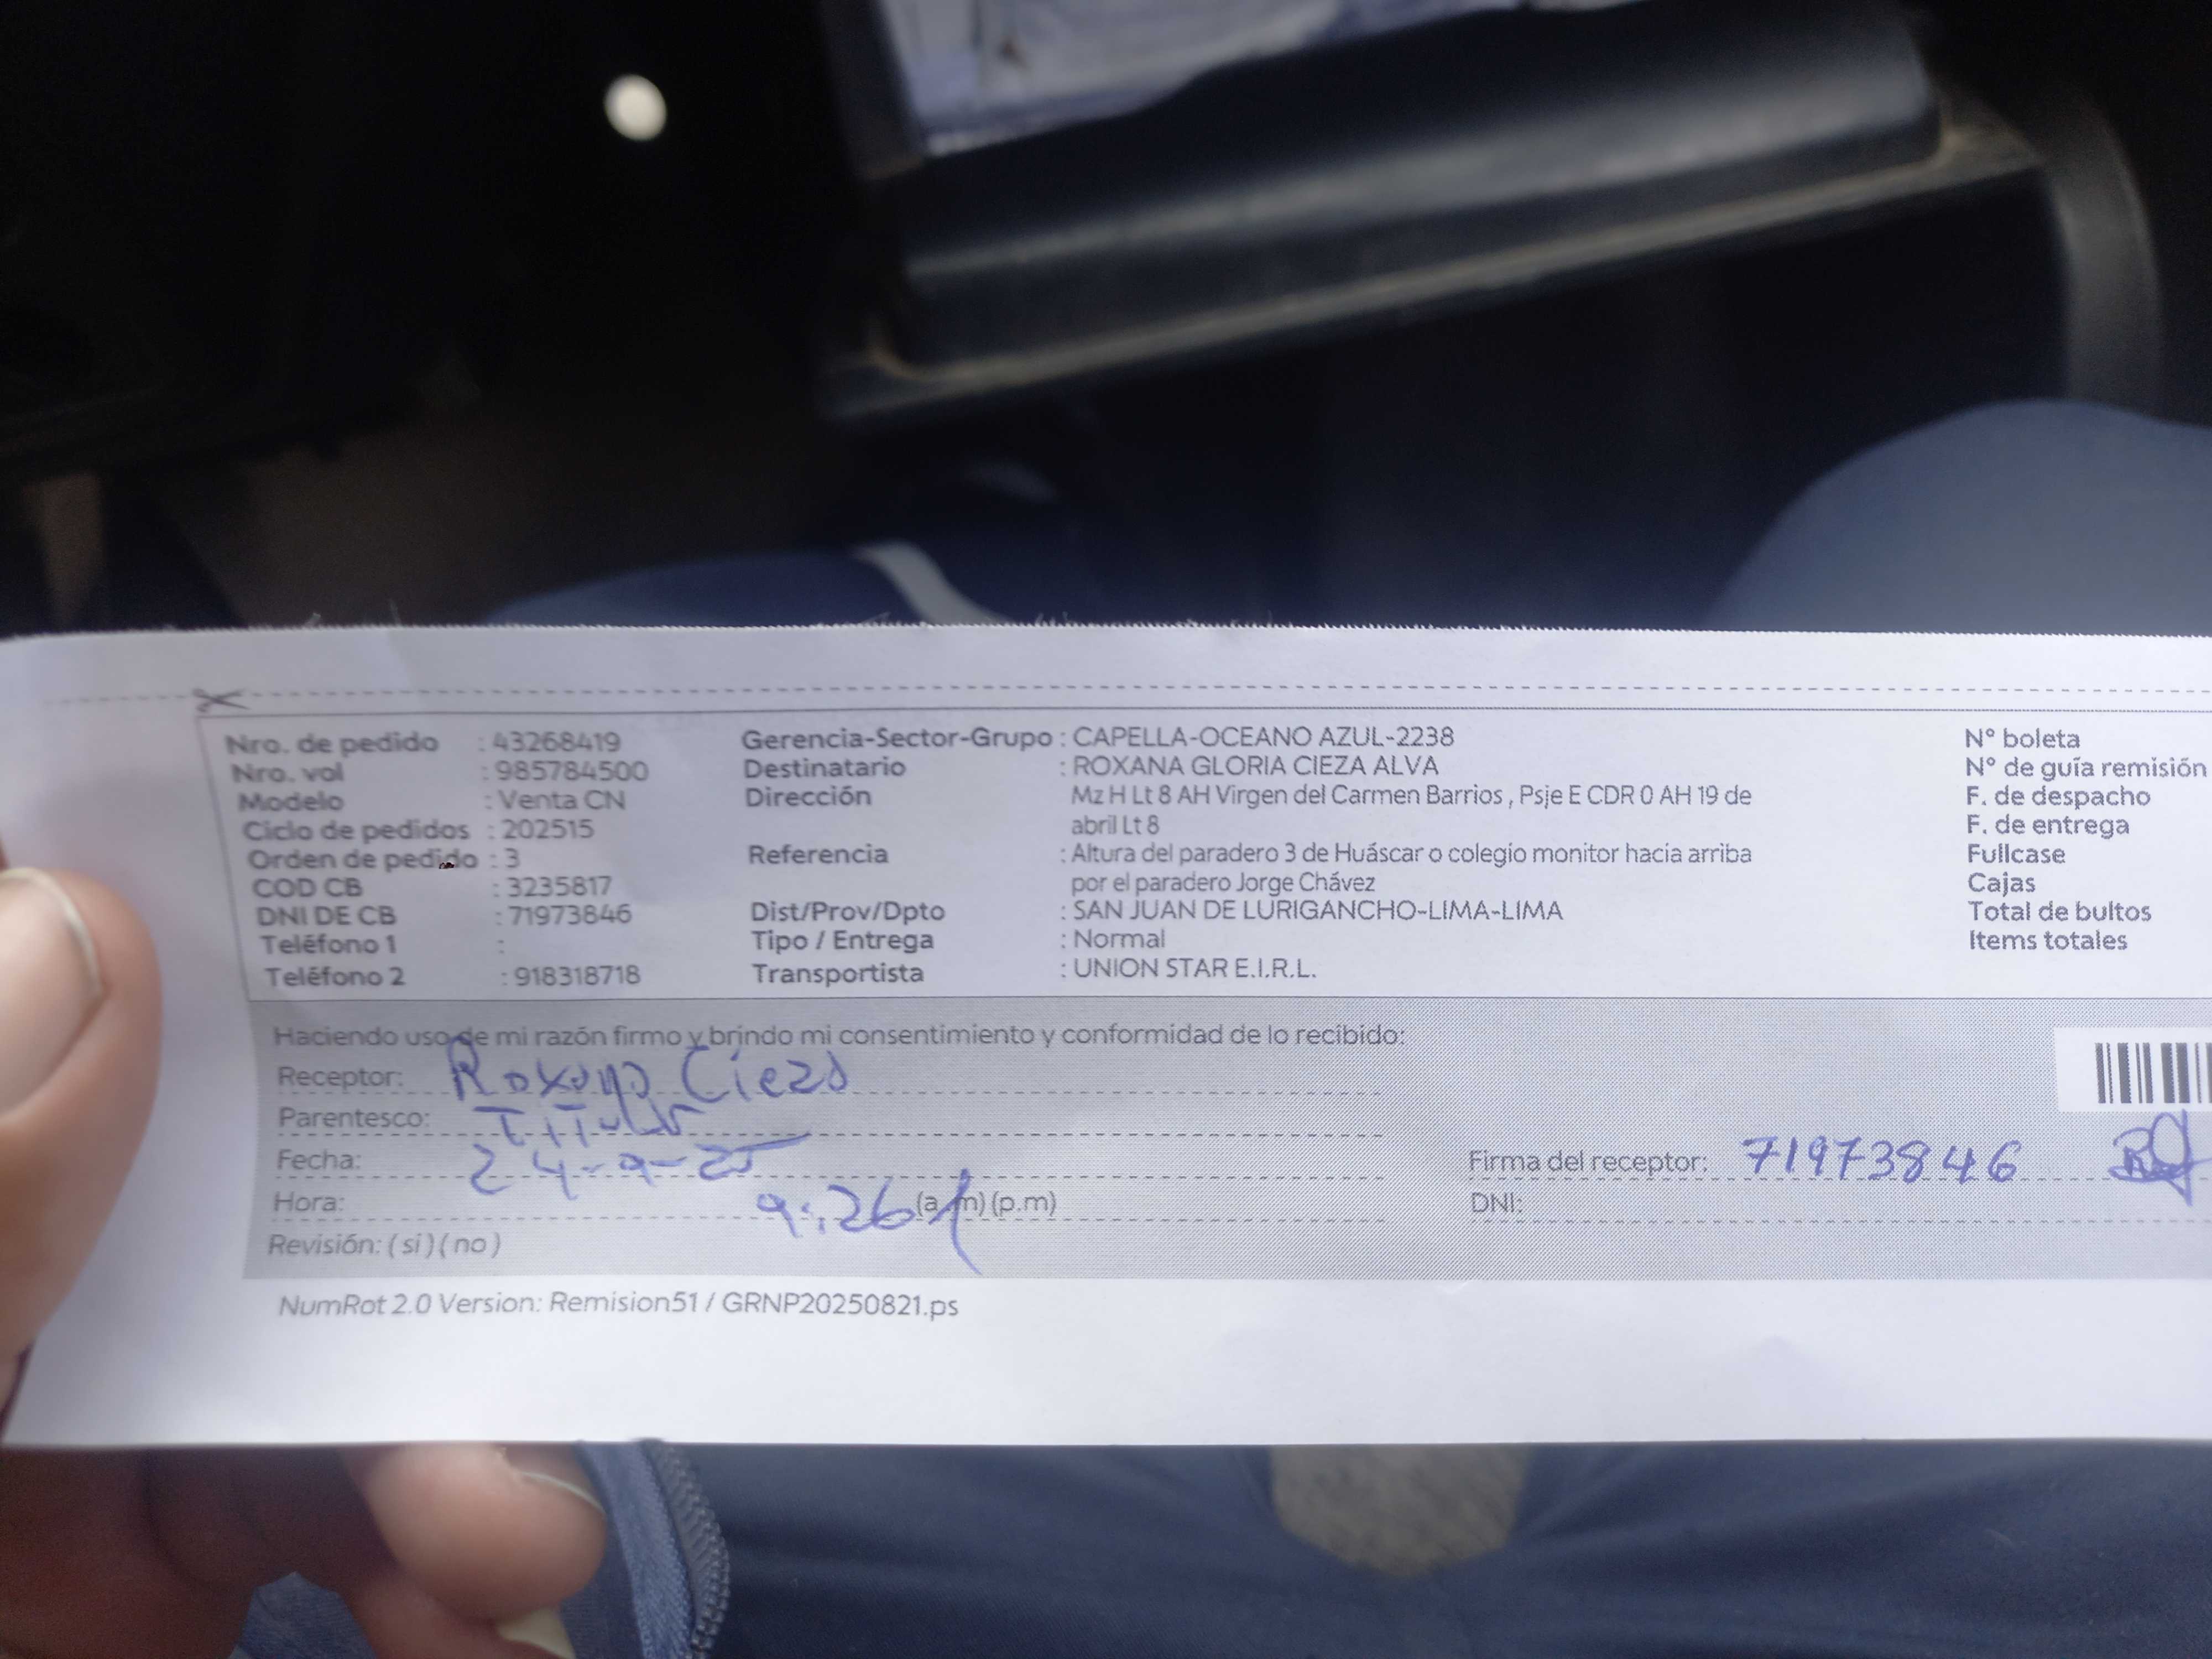 Nro. de pedido : 43268419
Nro. vol : 985784500
Modelo : Venta CN
Ciclo de pedidos : 202515
Orden de pedido : 3
COD CB : 3235817
DNI DE CB : 71973846
Teléfono 1 :
Teléfono 2 : 918318718
Gerencia-Sector-Grupo : CAPELLA-OCEANO AZUL-2238
Destinatario : ROXANA GLORIA CIEZA ALVA
Dirección : Mz H Lt 8 AH Virgen del Carmen Barrios , Psje E CDR 0 AH 19 de
abril Lt 8
Referencia : Altura del paradero 3 de Huáscar o colegio monitor hacia arriba
por el paradero Jorge Chávez
Dist/Prov/Dpto : SAN JUAN DE LURIGANCHO-LIMA-LIMA
Tipo / Entrega : Normal
Transportista : UNION STAR E.I.R.L.
N° boleta
N° de guía remisión
F. de despacho
F. de entrega
Fullcase
Cajas
Total de bultos
Items totales
Haciendo uso de mi razón firmo y brindo mi consentimiento y conformidad de lo recibido:
Receptor: Roxana Cieza
Parentesco: Titular
Fecha: 24-9-25
Hora: 9:26 (a.m) (p.m)
Revisión: ( si ) ( no )
Firma del receptor: 71973846
DNI:
NumRot 2.0 Version: Remision51 / GRNP20250821.ps